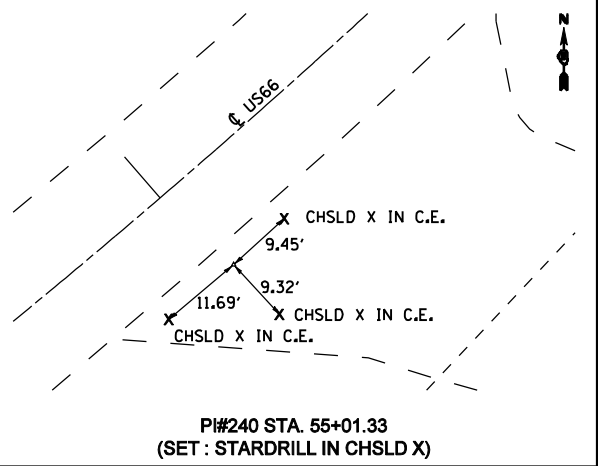 N
℄ US66
CHSLD X IN C.E.
9.45'
9.32'
11.69'
CHSLD X IN C.E.
CHSLD X IN C.E.
PI#240 STA. 55+01.33
(SET : STARDRILL IN CHSLD X)